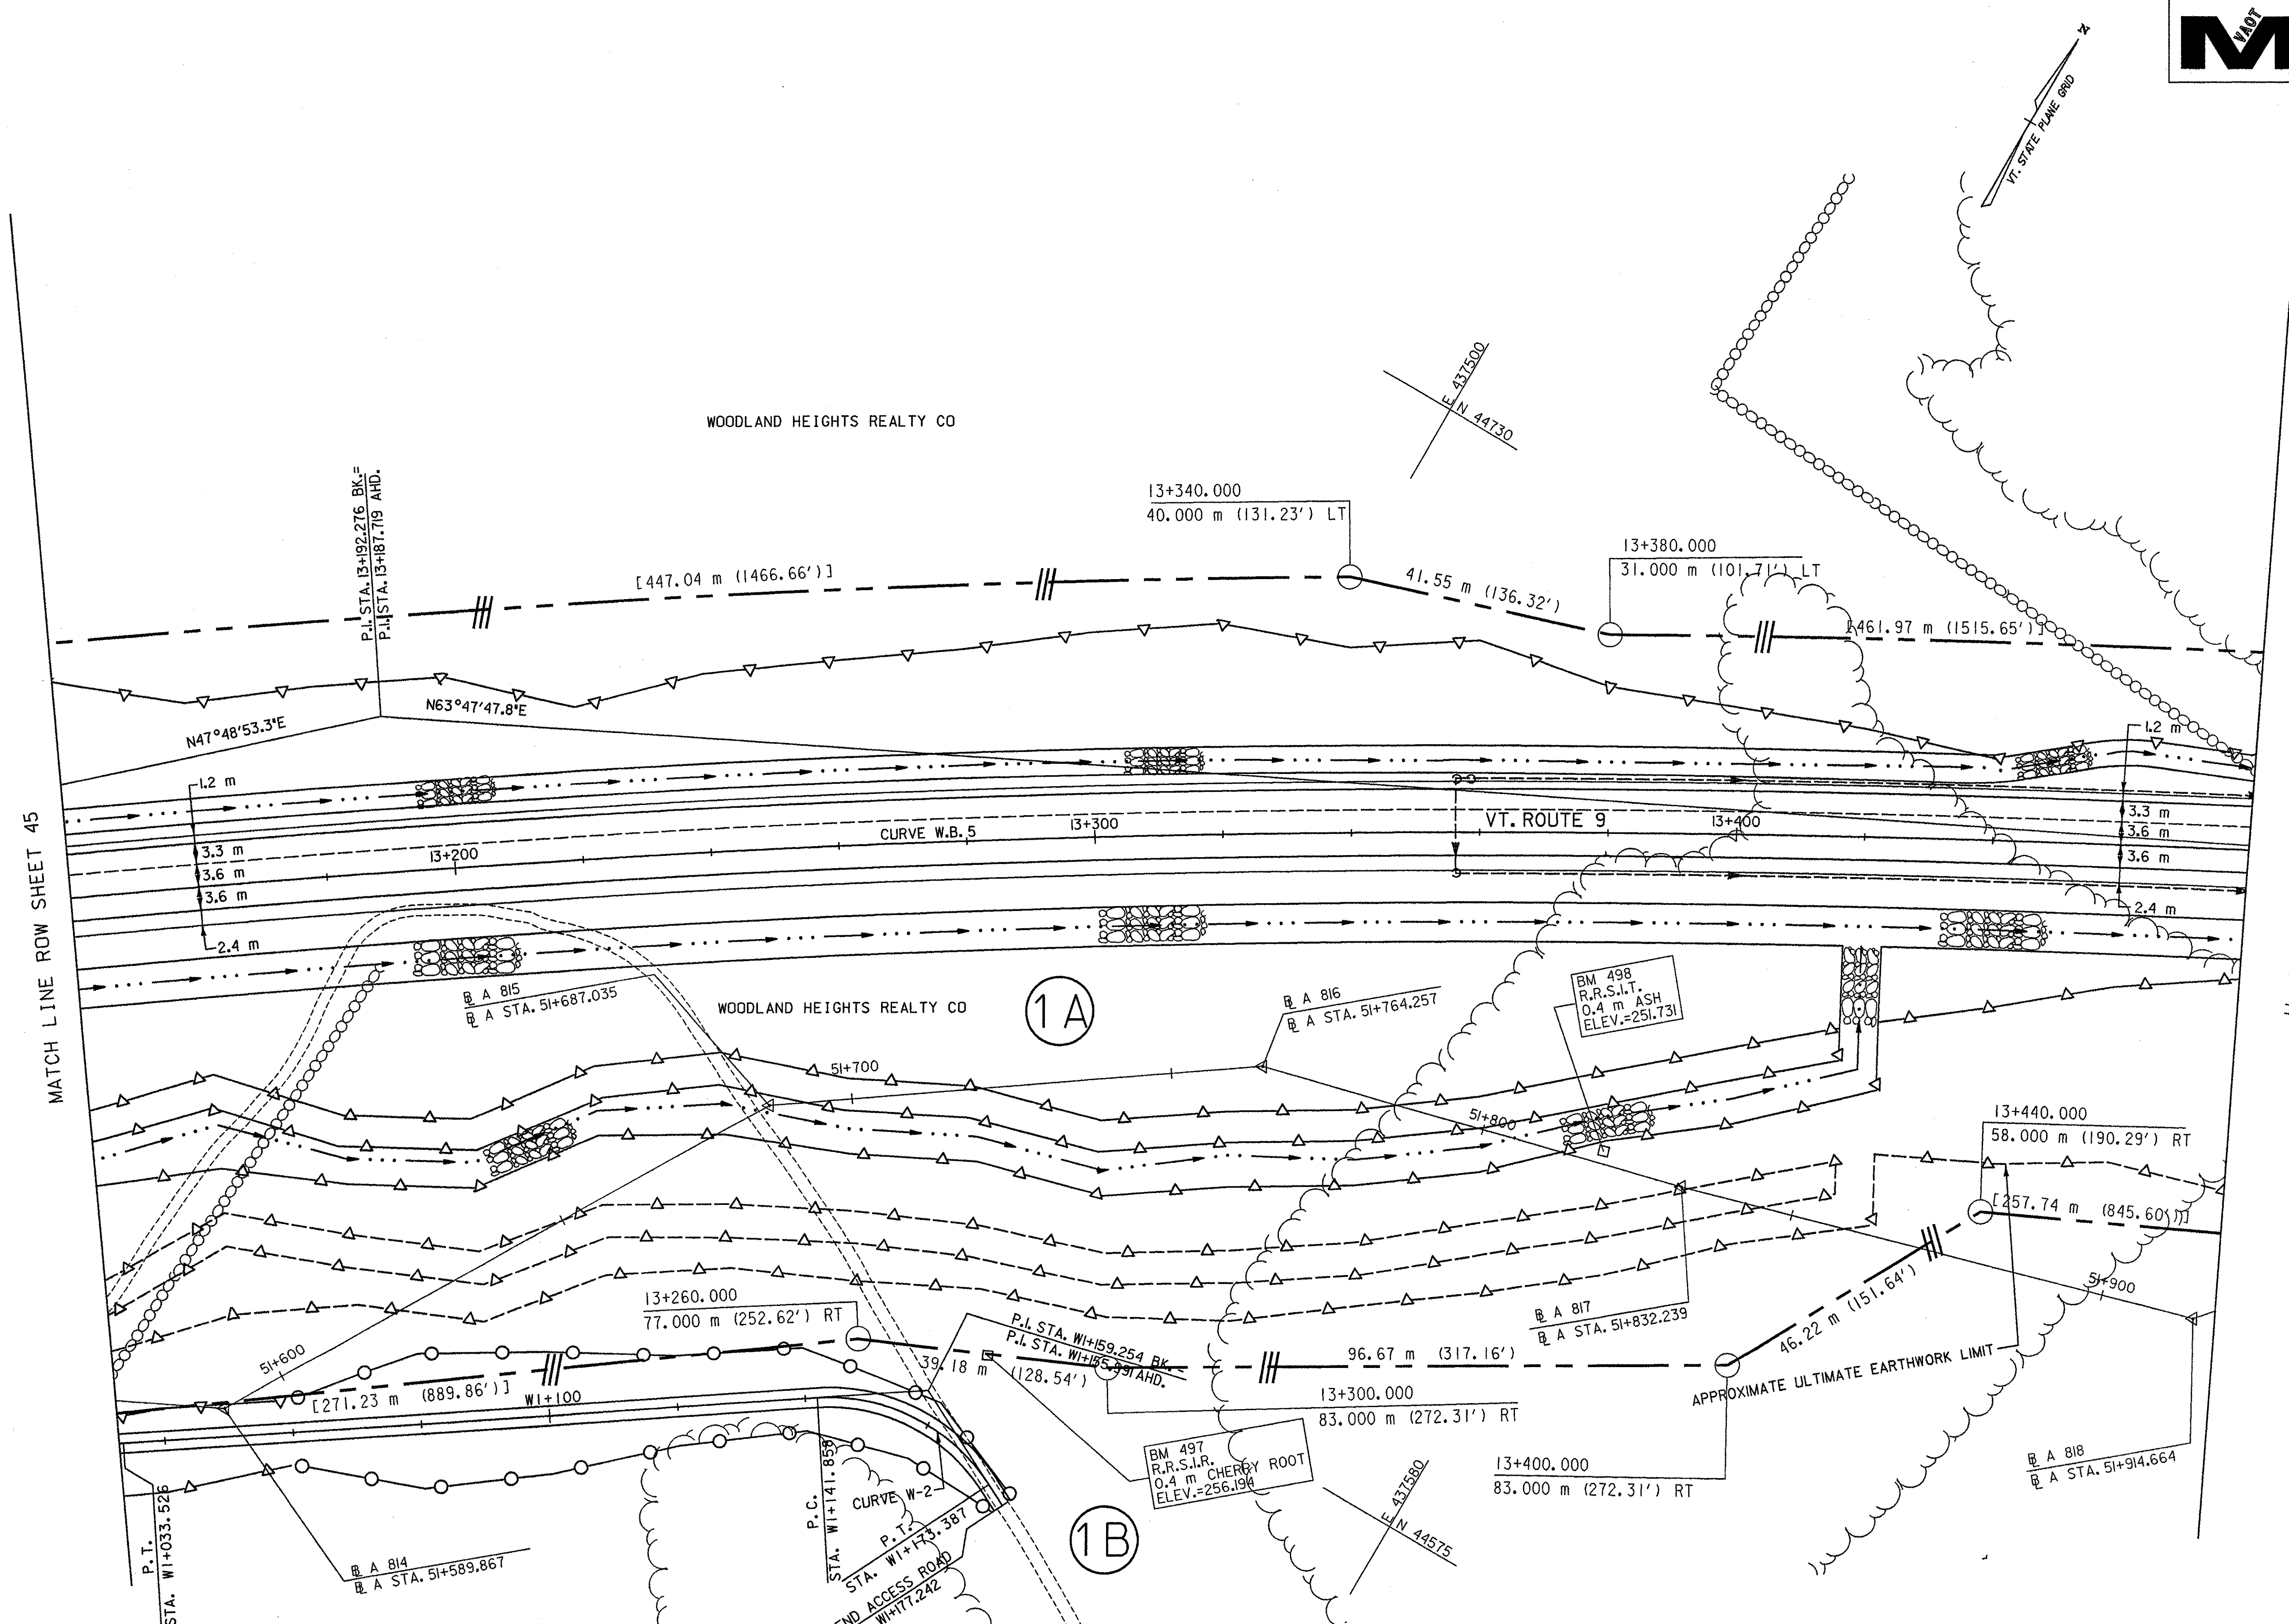 VAOT
M
N
VT. STATE PLANE GRID
E 437500
N 44730
WOODLAND HEIGHTS REALTY CO
P.I. STA. 13+192.276 BK.=
P.I. STA. 13+187.719 AHD.
13+340.000
40.000 m (131.23') LT
13+380.000
31.000 m (101.71') LT
[447.04 m (1466.66')]
41.55 m (136.32')
[461.97 m (1515.65')]
N47°48'53.3"E
N63°47'47.8"E
1.2 m
1.2 m
3.3 m
3.6 m
3.6 m
2.4 m
13+200
CURVE W.B. 5
13+300
VT. ROUTE 9
13+400
3.3 m
3.6 m
3.6 m
2.4 m
MATCH LINE ROW SHEET 45
BL A 815
BL A STA. 51+687.035
WOODLAND HEIGHTS REALTY CO
1A
BL A 816
BL A STA. 51+764.257
BM 498
R.R.S.I.T.
0.4 m ASH
ELEV.=251.731
51+700
51+800
13+440.000
58.000 m (190.29') RT
[257.74 m (845.60')]
13+260.000
77.000 m (252.62') RT
BL A 817
BL A STA. 51+832.239
46.22 m (151.64')
51+900
51+600
P.I. STA. W1+159.254 BK.=
P.I. STA. W1+155.991 AHD.
39.18 m (128.54')
96.67 m (317.16')
APPROXIMATE ULTIMATE EARTHWORK LIMIT
[271.23 m (889.86')]
W1+100
13+300.000
83.000 m (272.31') RT
BM 497
R.R.S.I.R.
0.4 m CHERRY ROOT
ELEV.=256.194
13+400.000
83.000 m (272.31') RT
BL A 818
BL A STA. 51+914.664
P.T.
STA. W1+033.526
P.C.
STA. W1+141.858
CURVE W-2
P.T.
STA. W1+173.387
END ACCESS ROAD
W1+177.242
1B
E 437580
N 44575
BL A 814
BL A STA. 51+589.867